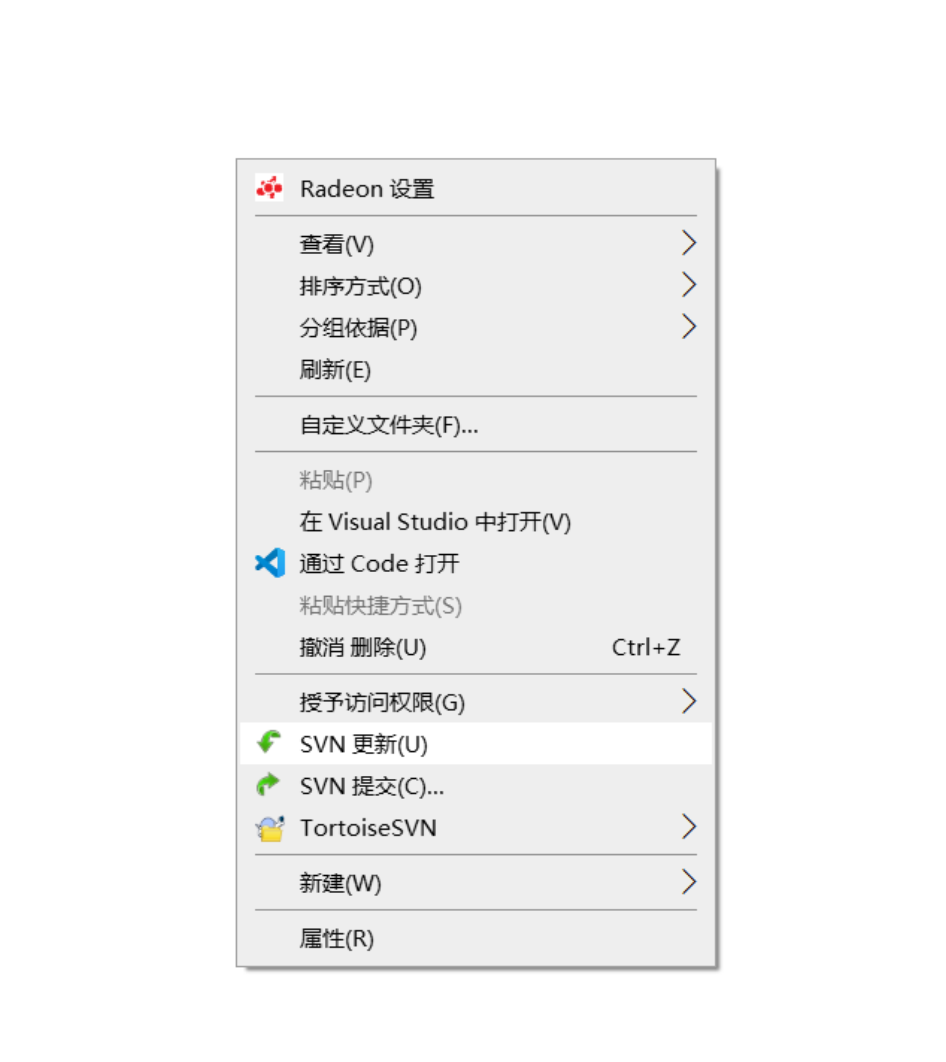 Radeon 设置
查看(V)
排序方式(O)
分组依据(P)
刷新(E)
自定义文件夹(F)...
粘贴(P)
在 Visual Studio 中打开(V)
通过 Code 打开
粘贴快捷方式(S)
撤消 删除(U) Ctrl+Z
授予访问权限(G)
SVN 更新(U)
SVN 提交(C)...
TortoiseSVN
新建(W)
属性(R)